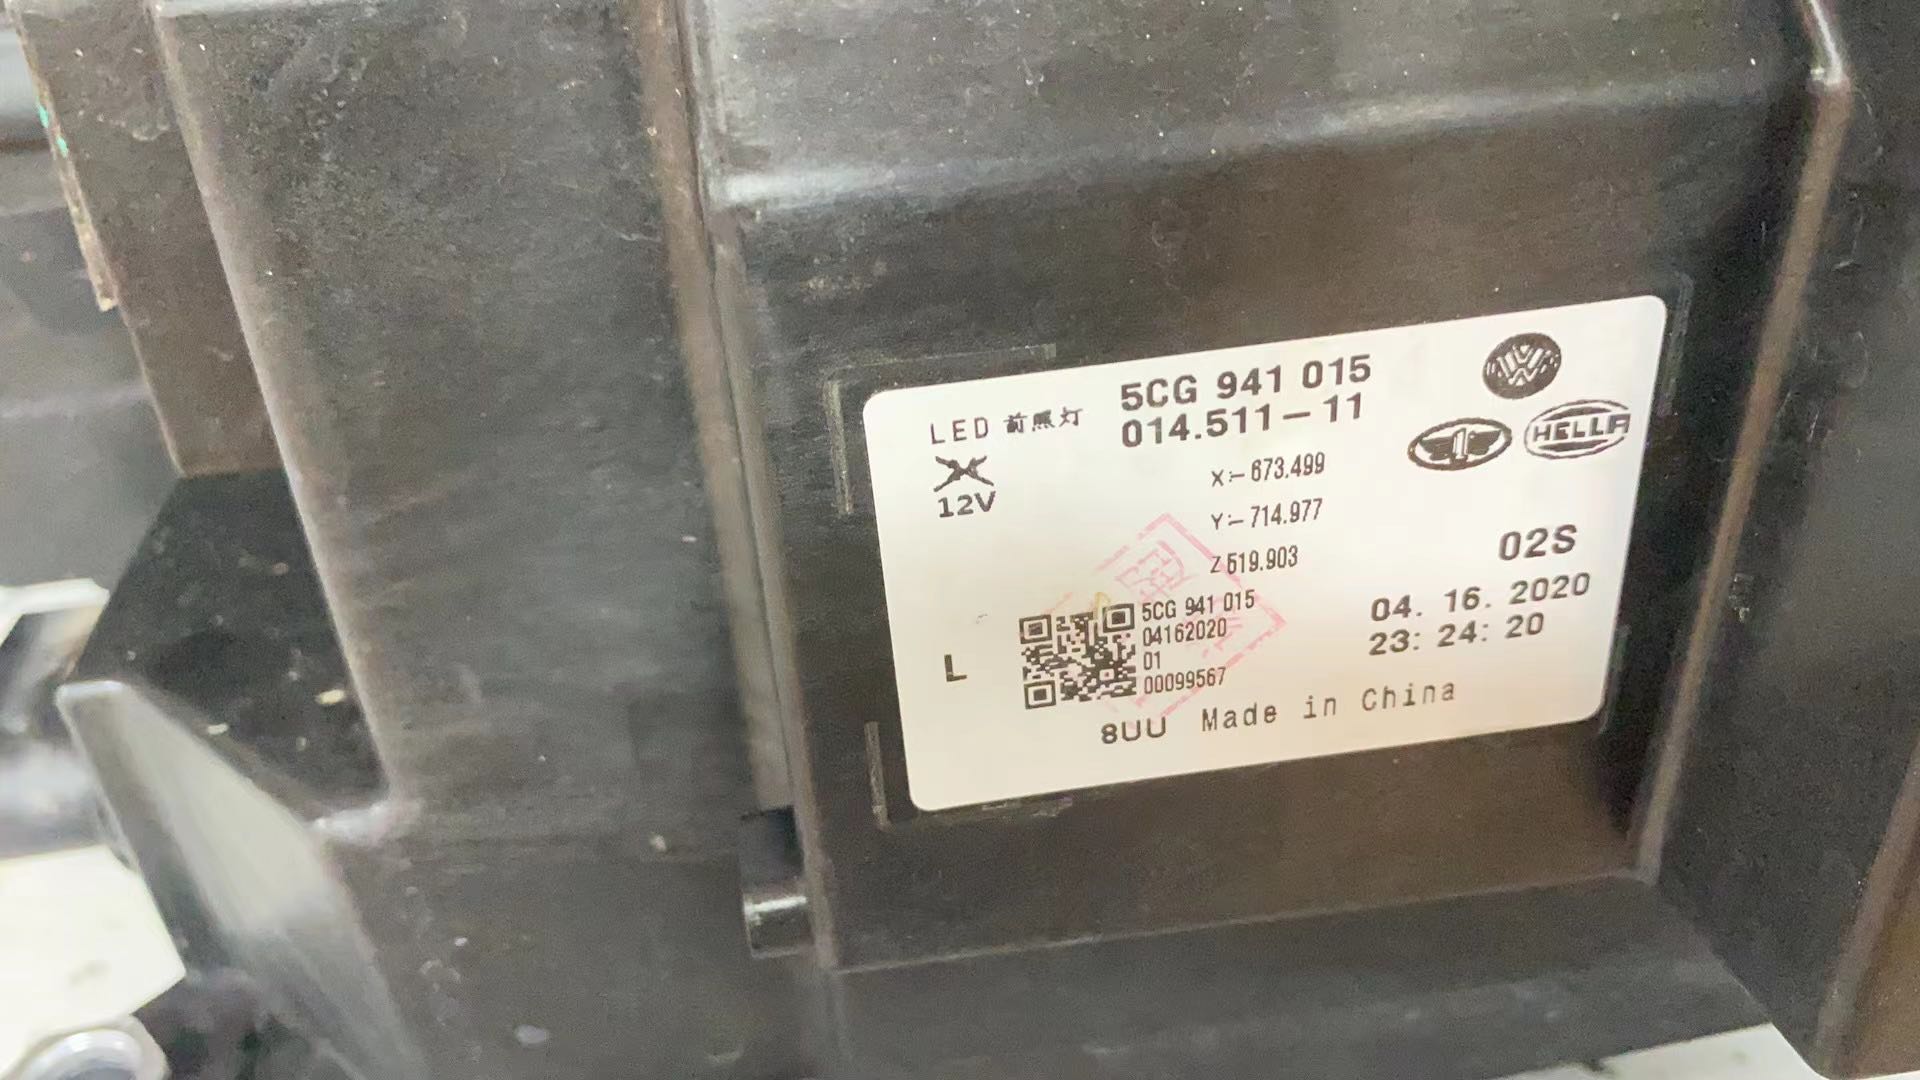 LED 前照灯
5CG 941 015
014.511-11
HELLA
12V
X:-673.499
Y:-714.977
Z 519.903
02S
04. 16. 2020
23: 24: 20
L
5CG 941 015
04162020
01
00099567
8UU Made in China